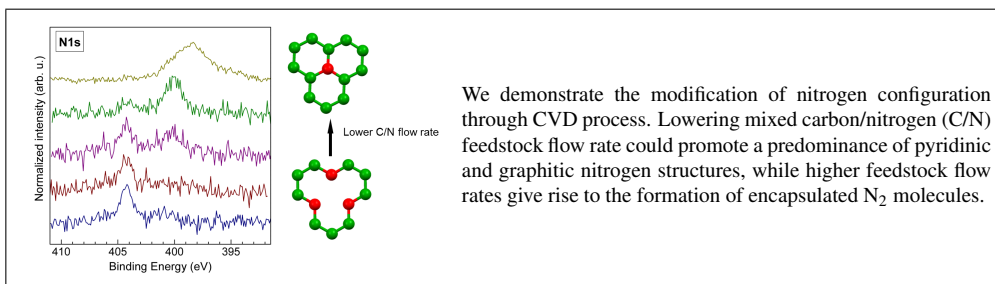 N1s
Normalized Intensity (arb. u.)
410 405 400 395
Binding Energy (eV)
Lower C/N flow rate
We demonstrate the modification of nitrogen configuration
through CVD process. Lowering mixed carbon/nitrogen (C/N)
feedstock flow rate could promote a predominance of pyridinic
and graphitic nitrogen structures, while higher feedstock flow
rates give rise to the formation of encapsulated N₂ molecules.